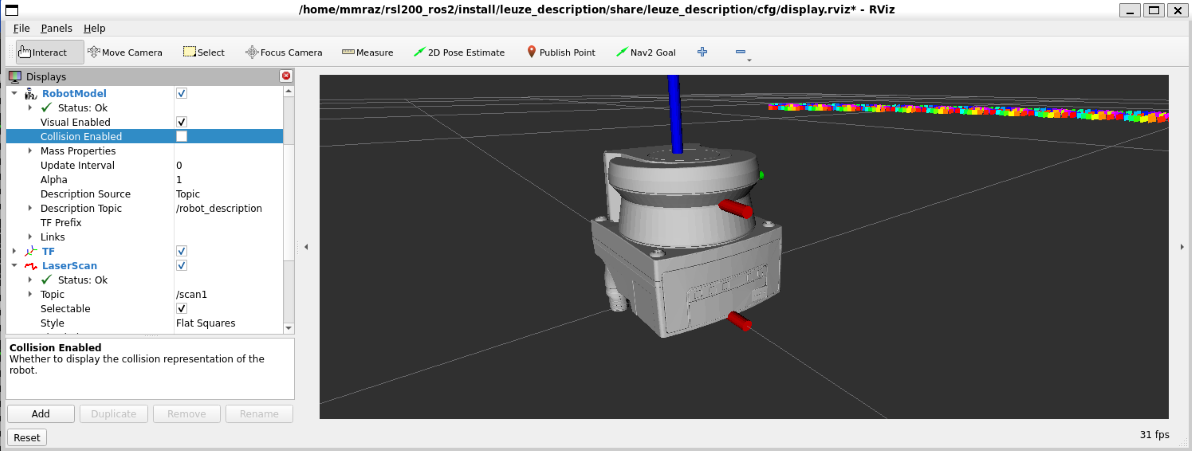 /home/mmraz/rsl200_ros2/install/leuze_description/share/leuze_description/cfg/display.rviz* - RViz
File Panels Help
Interact Move Camera Select Focus Camera Measure 2D Pose Estimate Publish Point Nav2 Goal
Displays
RobotModel
Status: Ok
Visual Enabled
Collision Enabled
Mass Properties
Update Interval 0
Alpha 1
Description Source Topic
Description Topic /robot_description
TF Prefix
Links
TF
LaserScan
Status: Ok
Topic /scan1
Selectable
Style Flat Squares
Collision Enabled
Whether to display the collision representation of the
robot.
Add Duplicate Remove Rename
Reset
31 fps